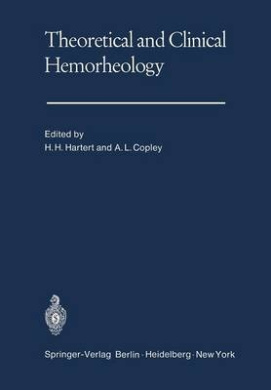 Theoretical and Clinical
Hemorheology
Edited by
H. H. Hartert and A. L. Copley
Springer-Verlag Berlin · Heidelberg · New York